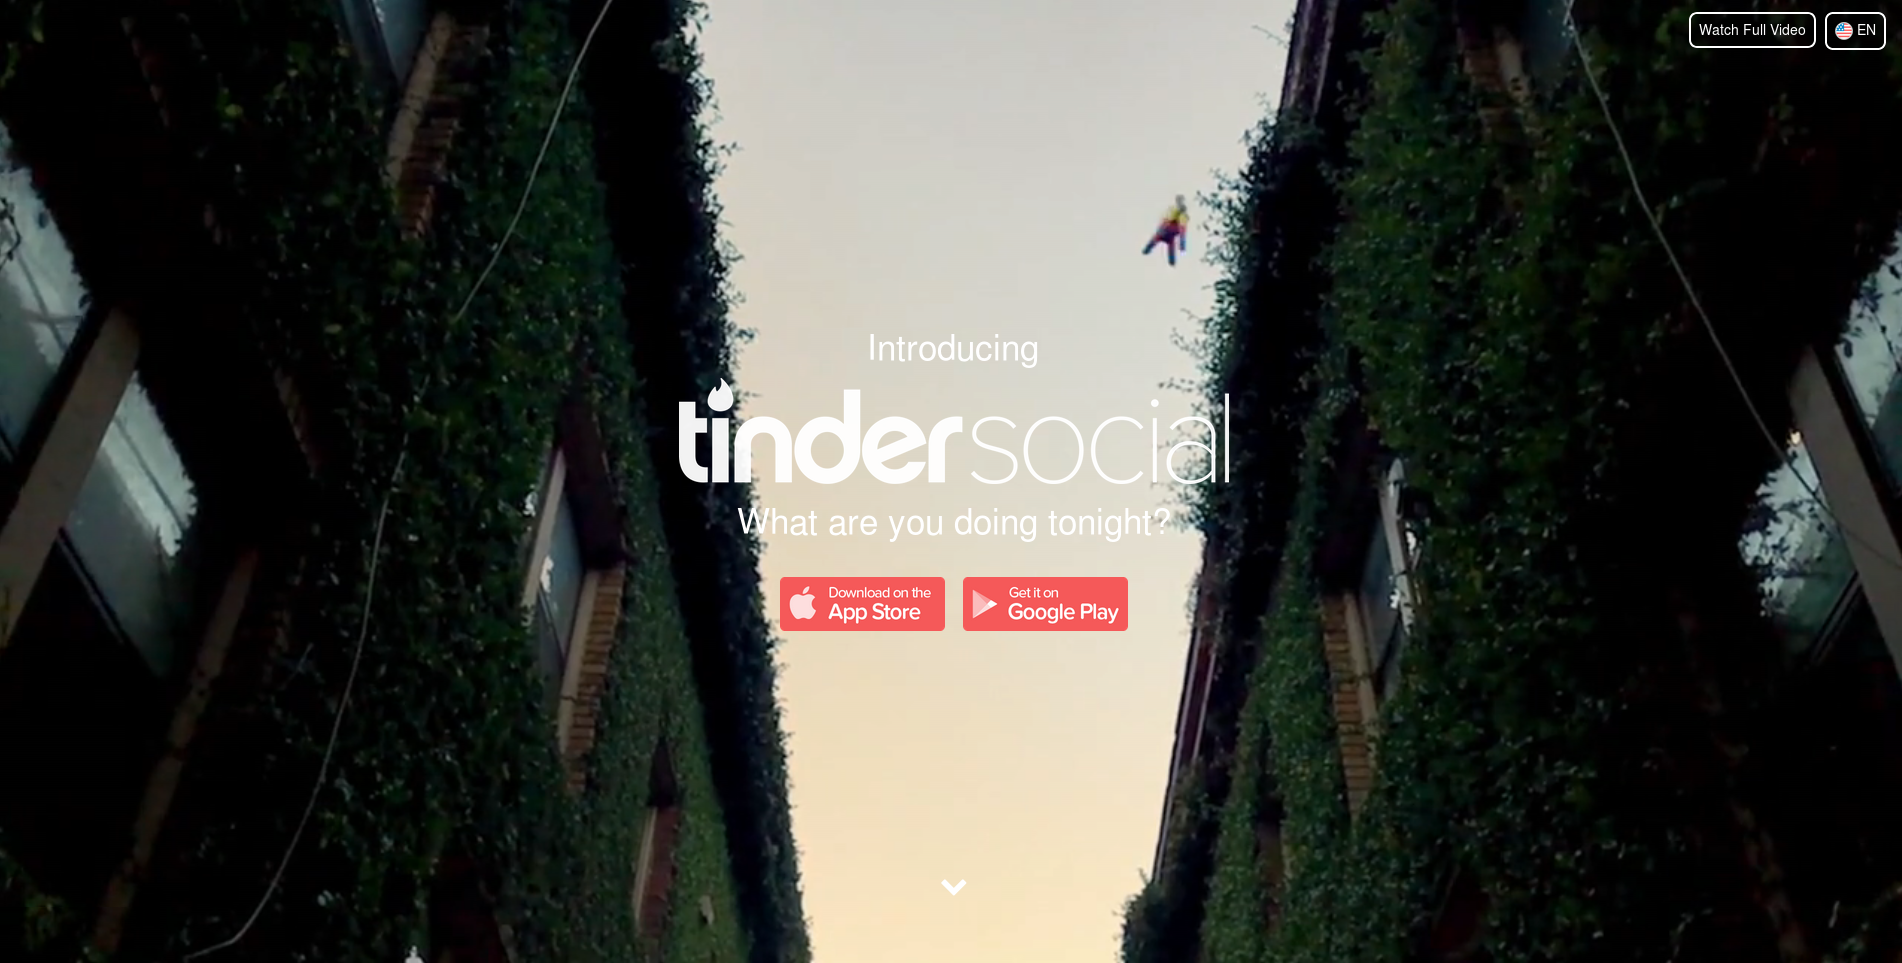 Watch Full Video
EN
Introducing
tindersocial
What are you doing tonight?
Download on the
App Store
Get it on
Google Play